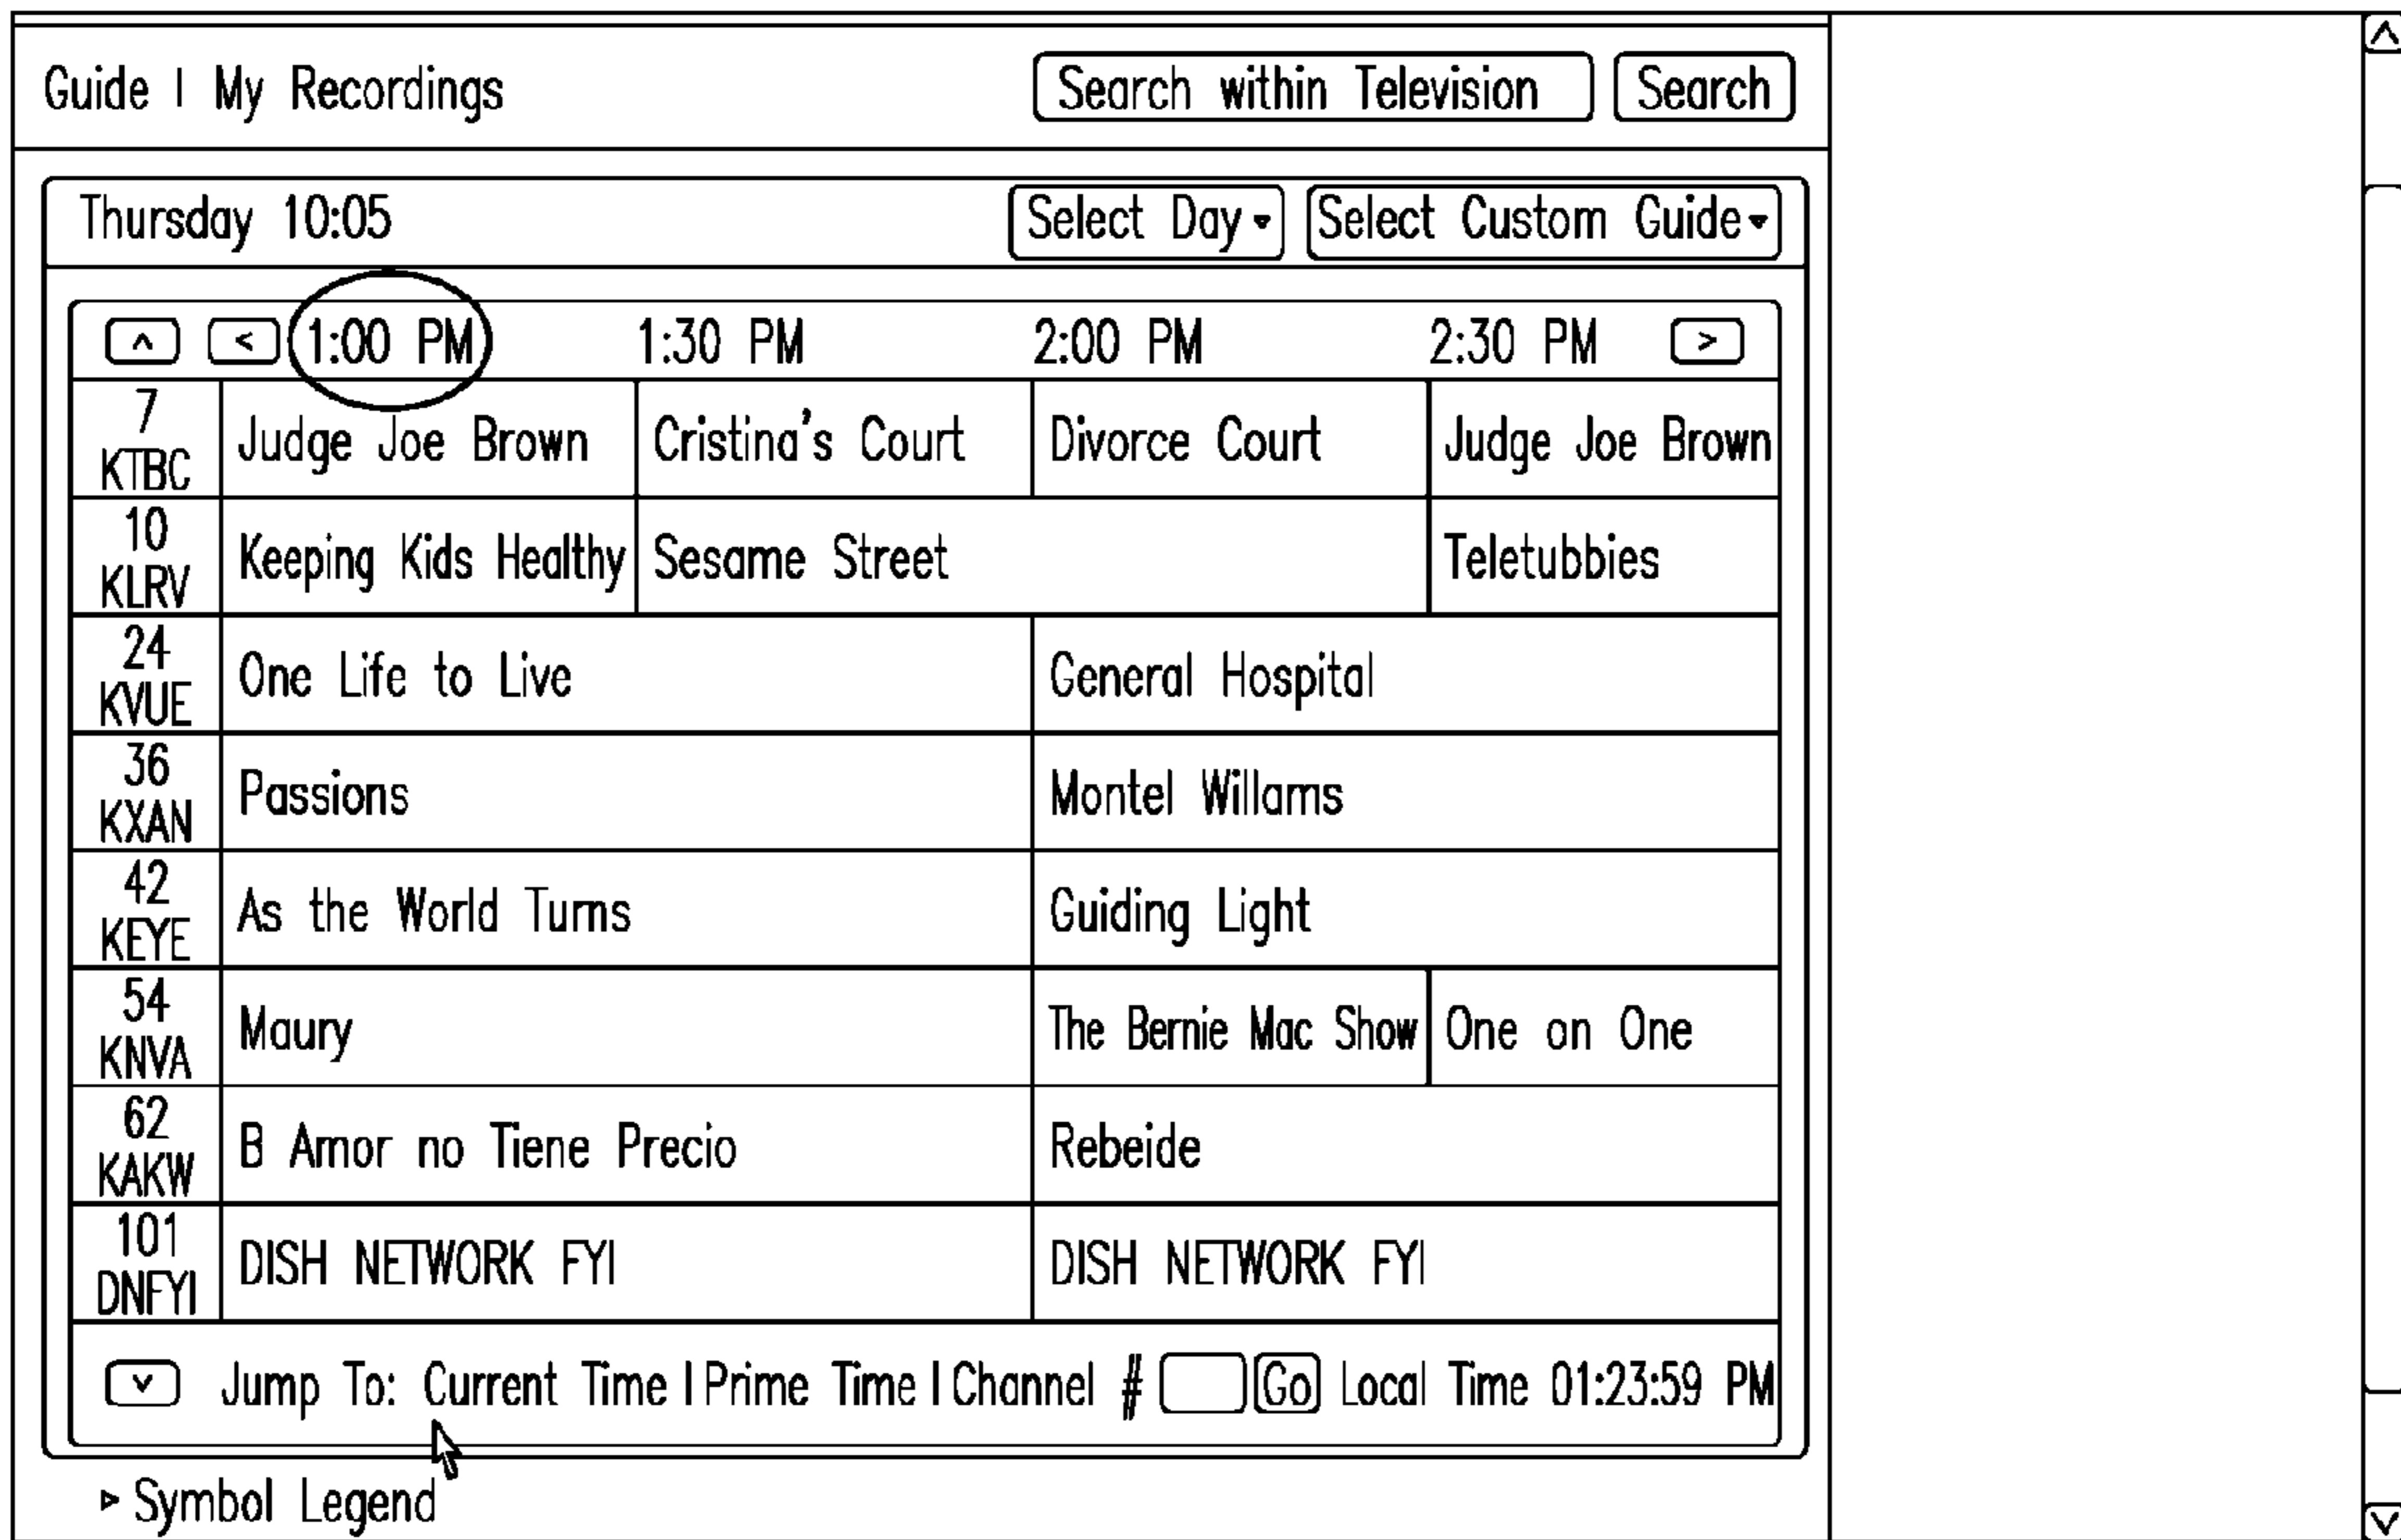 Guide | My Recordings Search within Television Search
Thursday 10:05 Select Day Select Custom Guide
^ < 1:00 PM 1:30 PM 2:00 PM 2:30 PM >
7 KTBC Judge Joe Brown Cristina's Court Divorce Court Judge Joe Brown
10 KLRV Keeping Kids Healthy Sesame Street Teletubbies
24 KVUE One Life to Live General Hospital
36 KXAN Passions Montel Willams
42 KEYE As the World Turns Guiding Light
54 KNVA Maury The Bernie Mac Show One on One
62 KAKW B Amor no Tiene Precio Rebeide
101 DNFYI DISH NETWORK FYI DISH NETWORK FYI
Jump To: Current Time | Prime Time | Channel # Go Local Time 01:23:59 PM
Symbol Legend